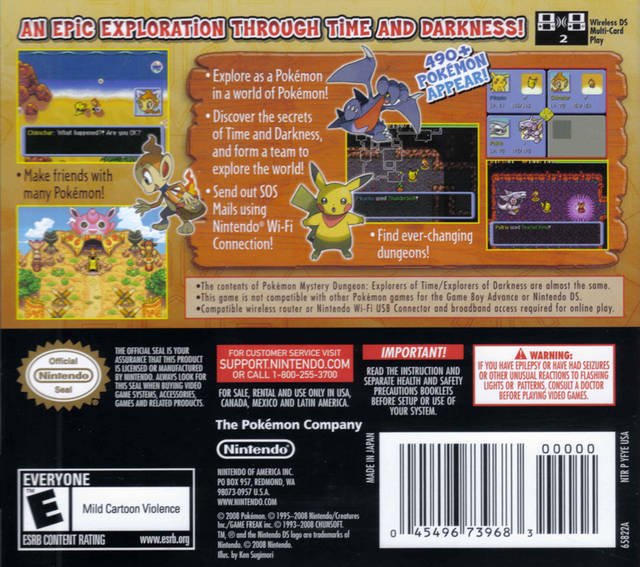 AN EPIC EXPLORATION THROUGH TIME AND DARKNESS!
Wireless DS
Multi-Card
Play
2
490+
POKÉMON
APPEAR!
• Explore as a Pokémon
in a world of Pokémon!
• Discover the secrets
of Time and Darkness,
and form a team to
explore the world!
• Send out SOS
Mails using
Nintendo® Wi-Fi
Connection!
Chimchar: What happened? Are you OK?
• Make friends with
many Pokémon!
• Find ever-changing
dungeons!
•The contents of Pokémon Mystery Dungeon: Explorers of Time/Explorers of Darkness are almost the same.
•This game is not compatible with other Pokémon games for the Game Boy Advance or Nintendo DS.
•Compatible wireless router or Nintendo Wi-Fi USB Connector and broadband access required for online play.
Official
Nintendo
Seal
THE OFFICIAL SEAL IS YOUR
ASSURANCE THAT THIS PRODUCT
IS LICENSED OR MANUFACTURED
BY NINTENDO. ALWAYS LOOK FOR
THIS SEAL WHEN BUYING VIDEO
GAME SYSTEMS, ACCESSORIES,
GAMES AND RELATED PRODUCTS.
FOR CUSTOMER SERVICE VISIT
SUPPORT.NINTENDO.COM
OR CALL 1-800-255-3700
FOR SALE, RENTAL AND USE ONLY IN USA,
CANADA, MEXICO AND LATIN AMERICA.
IMPORTANT!
READ THE INSTRUCTION AND
SEPARATE HEALTH AND SAFETY
PRECAUTIONS BOOKLETS
BEFORE SETUP OR USE OF
YOUR SYSTEM.
WARNING:
IF YOU HAVE EPILEPSY OR HAVE HAD SEIZURES
OR OTHER UNUSUAL REACTIONS TO FLASHING
LIGHTS OR PATTERNS, CONSULT A DOCTOR
BEFORE PLAYING VIDEO GAMES.
The Pokémon Company
Nintendo®
NINTENDO OF AMERICA INC.
PO BOX 957, REDMOND, WA
98073-0957 U.S.A.
WWW.NINTENDO.COM
© 2008 Pokémon. © 1995–2008 Nintendo/Creatures
Inc./GAME FREAK inc. © 1993–2008 CHUNSOFT.
TM, ® and the Nintendo DS logo are trademarks of
Nintendo. © 2008 Nintendo.
Illus. by Ken Sugimori
EVERYONE
E
Mild Cartoon Violence
ESRB CONTENT RATING
www.esrb.org
MADE IN JAPAN
00000
0 45496 73968 3
NTR P YFYE USA
65822A